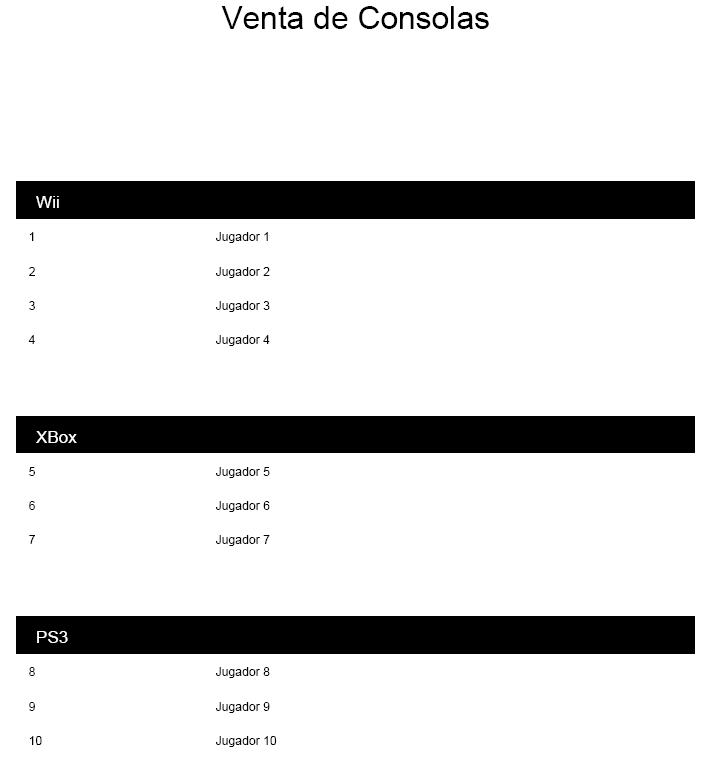 Venta de Consolas
Wii
1 Jugador 1
2 Jugador 2
3 Jugador 3
4 Jugador 4
XBox
5 Jugador 5
6 Jugador 6
7 Jugador 7
PS3
8 Jugador 8
9 Jugador 9
10 Jugador 10